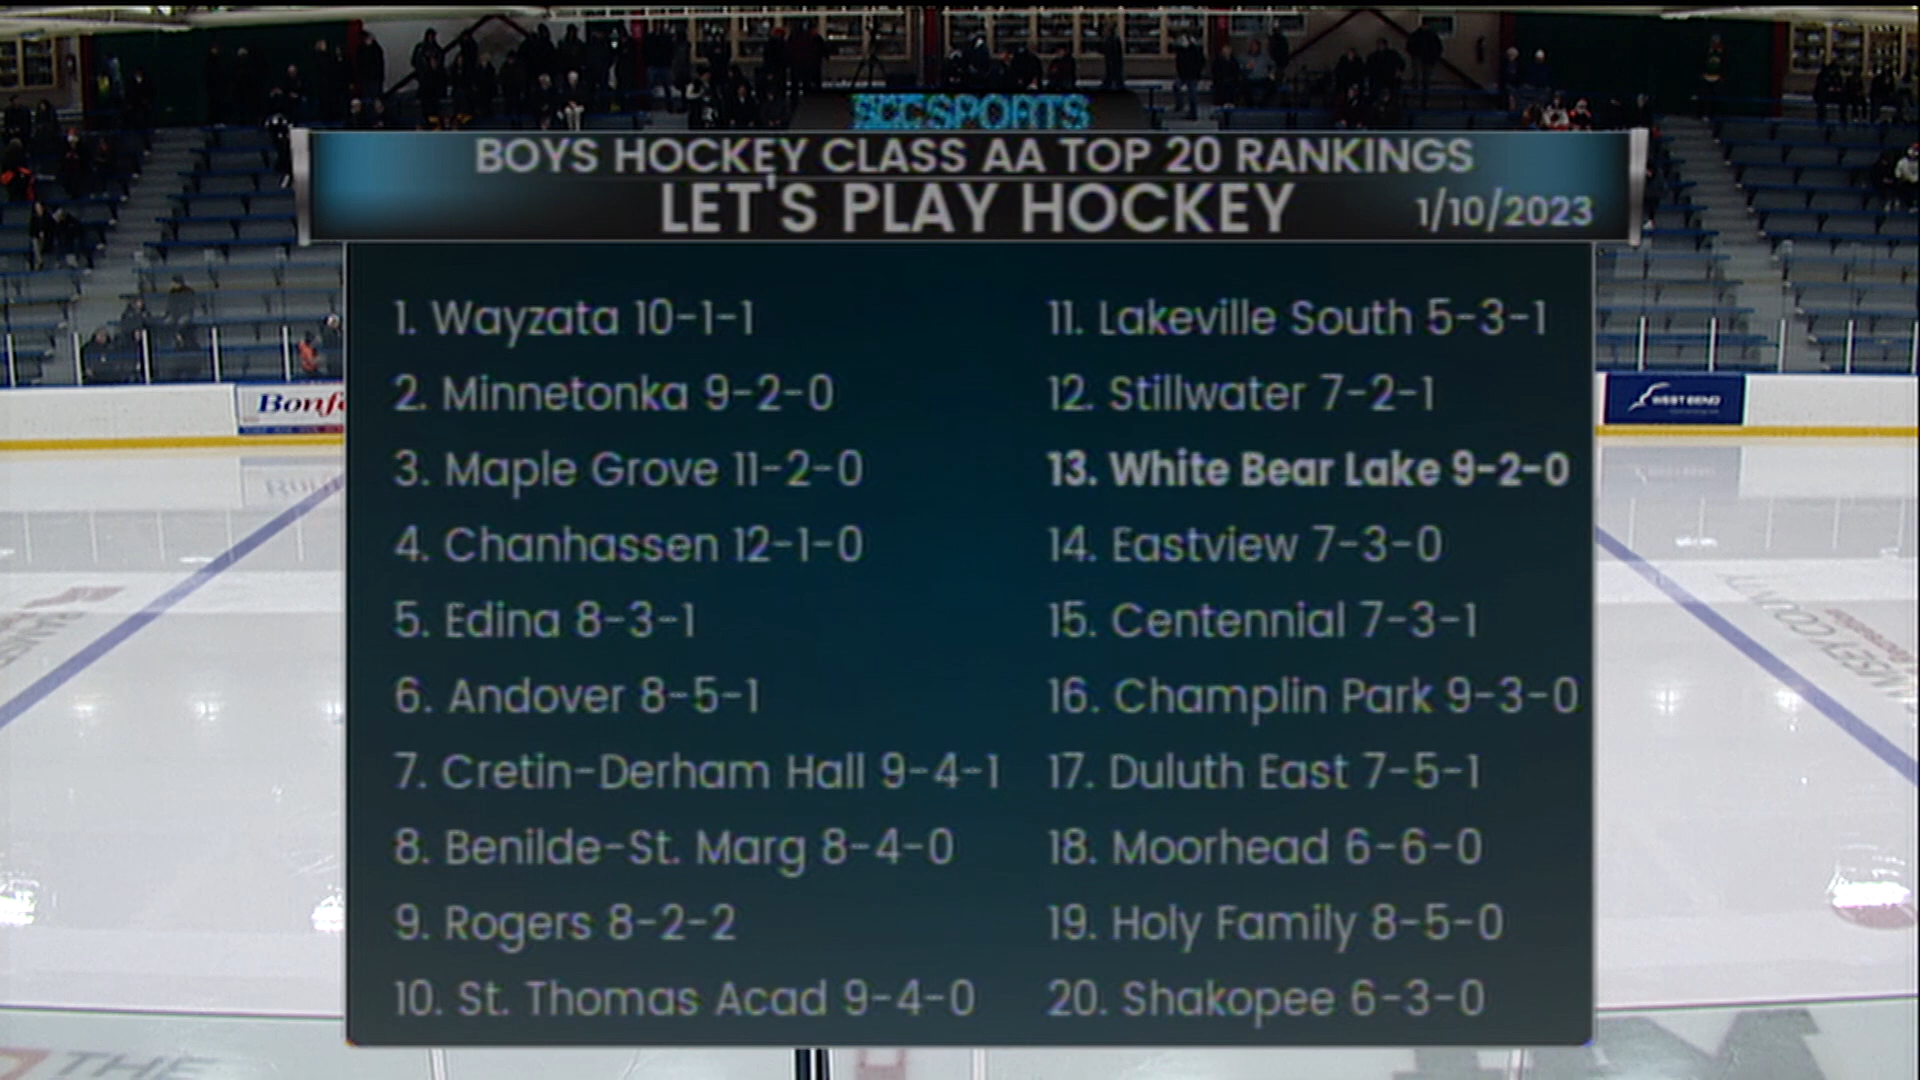 SCCSPORTS
BOYS HOCKEY CLASS AA TOP 20 RANKINGS
LET'S PLAY HOCKEY
1/10/2023
1. Wayzata 10-1-1
2. Minnetonka 9-2-0
3. Maple Grove 11-2-0
4. Chanhassen 12-1-0
5. Edina 8-3-1
6. Andover 8-5-1
7. Cretin-Derham Hall 9-4-1
8. Benilde-St. Marg 8-4-0
9. Rogers 8-2-2
10. St. Thomas Acad 9-4-0
11. Lakeville South 5-3-1
12. Stillwater 7-2-1
13. White Bear Lake 9-2-0
14. Eastview 7-3-0
15. Centennial 7-3-1
16. Champlin Park 9-3-0
17. Duluth East 7-5-1
18. Moorhead 6-6-0
19. Holy Family 8-5-0
20. Shakopee 6-3-0
WEST BEND
THE